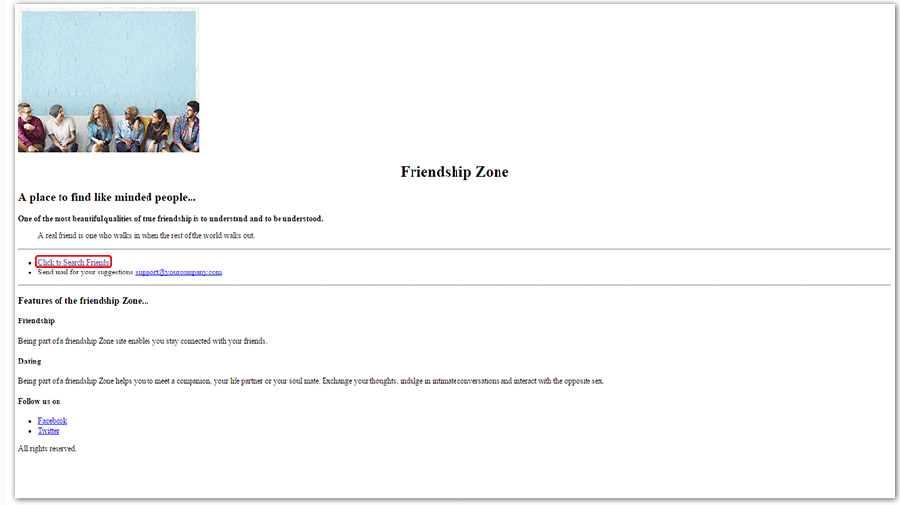 Friendship Zone
A place to find like minded people...
One of the most beautiful qualities of true friendship is to understand and to be understood.
A real friend is one who walks in when the rest of the world walks out.
Click to Search Friends
Send mail for your suggestions support@yourcompany.com.
Features of the friendship Zone...
Friendship
Being part of a friendship Zone site enables you stay connected with your friends.
Dating
Being part of a friendship Zone helps you to meet a companion, your life partner or your soul mate. Exchange your thoughts, indulge in intimate conversations and interact with the opposite sex.
Follow us on
Facebook
Twitter
All rights reserved.